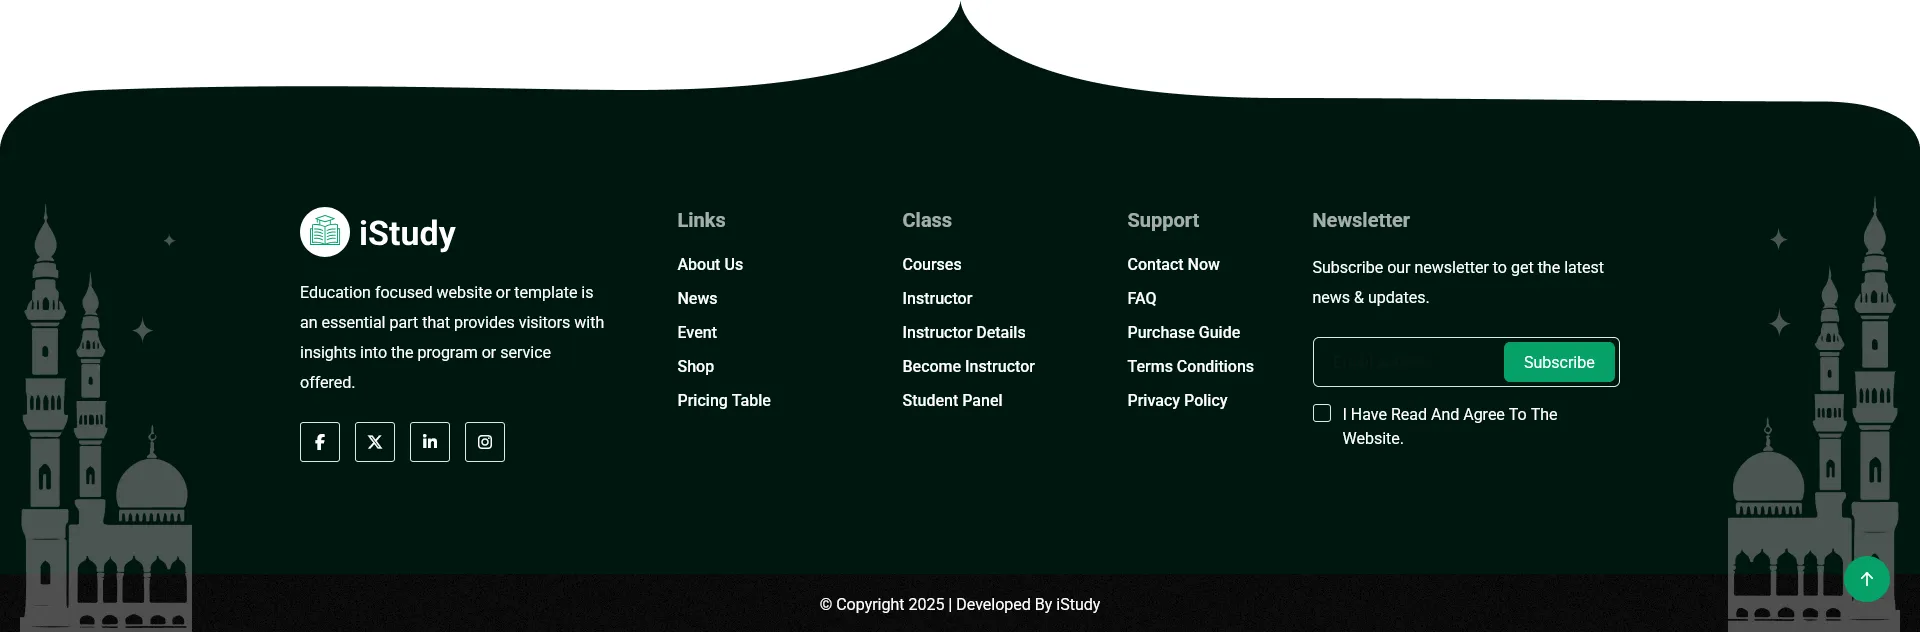 iStudy
Education focused website or template is
an essential part that provides visitors with
insights into the program or service
offered.
Links
About Us
News
Event
Shop
Pricing Table
Class
Courses
Instructor
Instructor Details
Become Instructor
Student Panel
Support
Contact Now
FAQ
Purchase Guide
Terms Conditions
Privacy Policy
Newsletter
Subscribe our newsletter to get the latest
news & updates.
Subscribe
I Have Read And Agree To The
Website.
© Copyright 2025 | Developed By iStudy